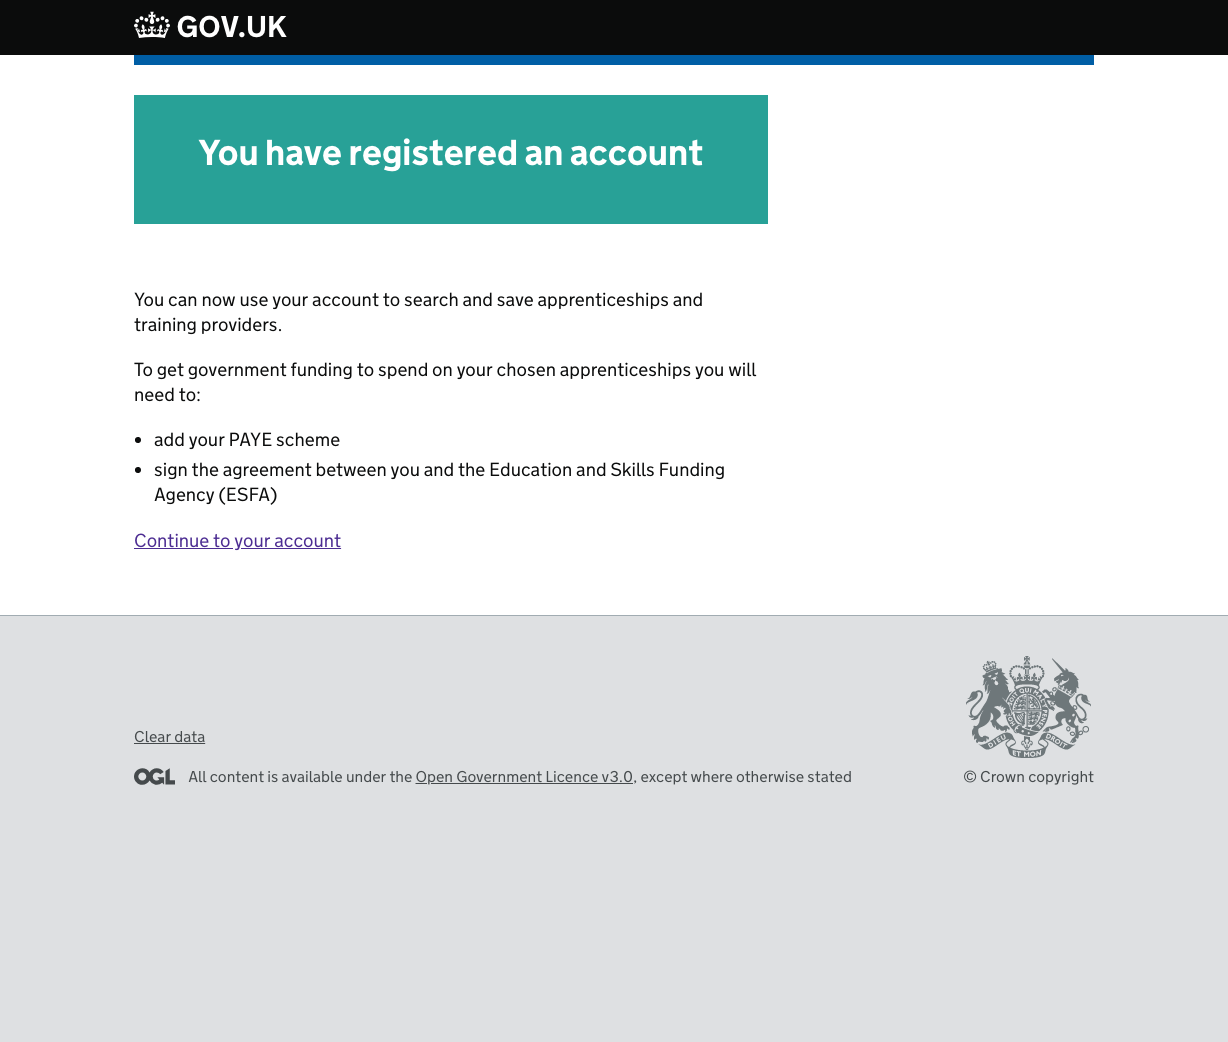 GOV.UK
You have registered an account
You can now use your account to search and save apprenticeships and
training providers.
To get government funding to spend on your chosen apprenticeships you will
need to:
• add your PAYE scheme
• sign the agreement between you and the Education and Skills Funding
Agency (ESFA)
Continue to your account
Clear data
OGL All content is available under the Open Government Licence v3.0, except where otherwise stated
© Crown copyright